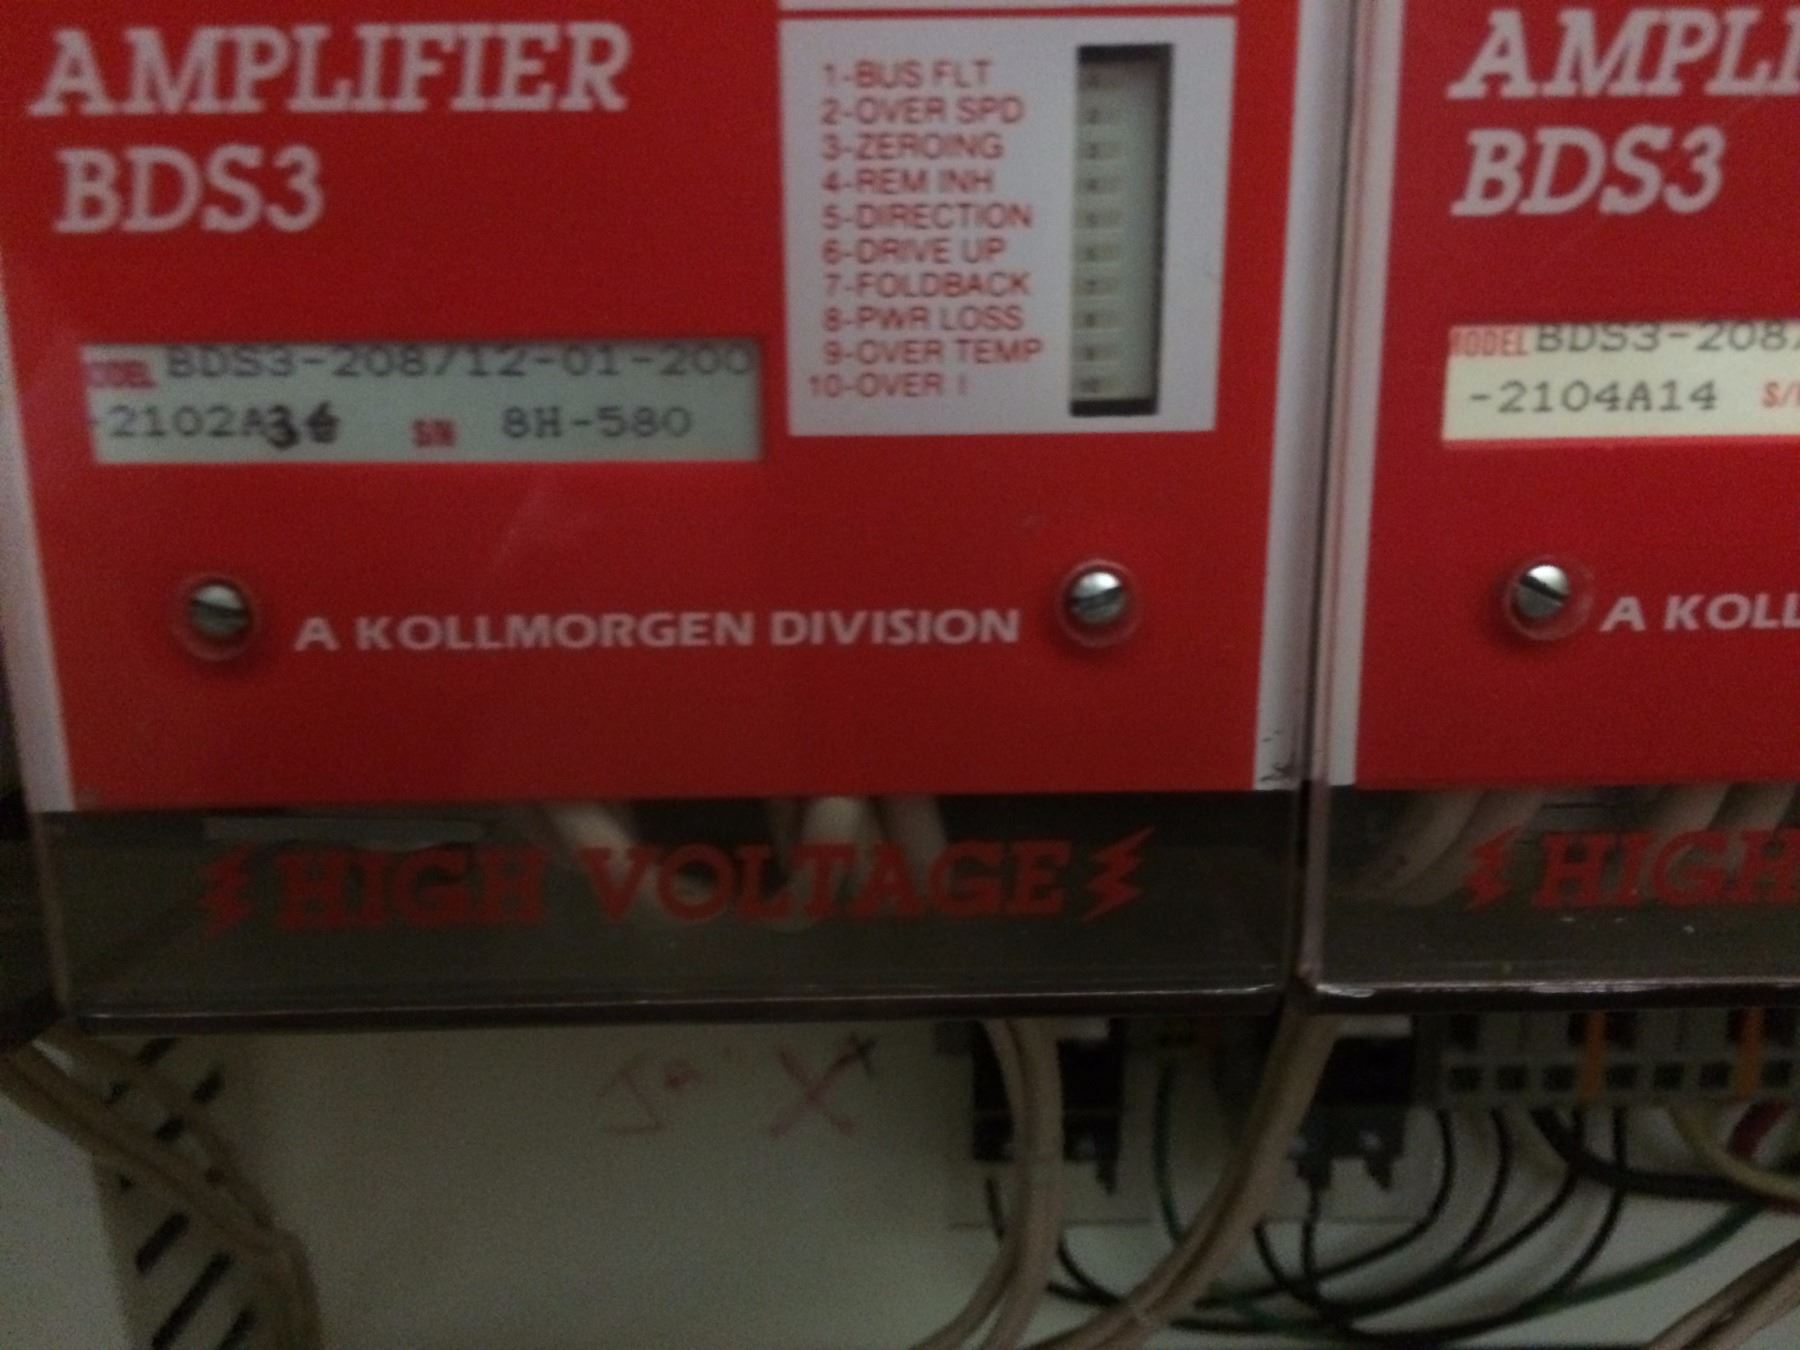 AMPLIFIER
BDS3
1-BUS FLT
2-OVER SPD
3-ZEROING
4-REM INH
5-DIRECTION
6-DRIVE UP
7-FOLDBACK
8-PWR LOSS
9-OVER TEMP
10-OVER I
MODEL BDS3-208/12-01-200
-2102A36 S/N 8H-580
A KOLLMORGEN DIVISION
HIGH VOLTAGE
AMPLI
BDS3
MODEL BDS3-208/
-2104A14 S/
A KOLL
HIGH